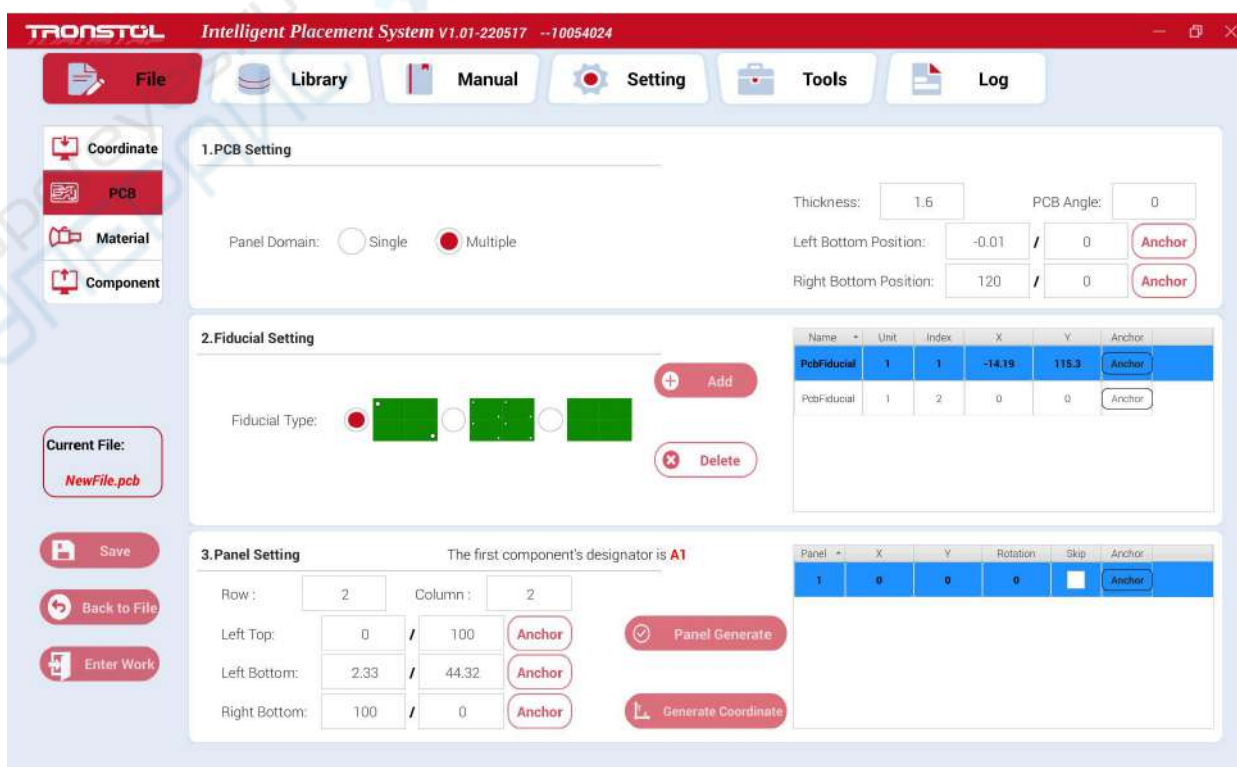 TRONSTOL Intelligent Placement System V1.01-220517 --10054024
File Library Manual Setting Tools Log
Coordinate
PCB
Material
Component
Current File:
NewFile.pcb
Save
Back to File
Enter Work
1.PCB Setting
Panel Domain: Single Multiple
Thickness: 1.6 PCB Angle: 0
Left Bottom Position: -0.01 / 0 Anchor
Right Bottom Position: 120 / 0 Anchor
2.Fiducial Setting
Fiducial Type:
Add
Delete
Name Unit Index X Y Anchor
PcbFiducial 1 1 -14.19 115.3 Anchor
PcbFiducial 1 2 0 0 Anchor
3.Panel Setting The first component's designator is A1
Row : 2 Column : 2
Left Top: 0 / 100 Anchor
Left Bottom: 2.33 / 44.32 Anchor
Right Bottom: 100 / 0 Anchor
Panel Generate
Generate Coordinate
Panel X Y Rotation Skip Anchor
1 0 0 0 Anchor